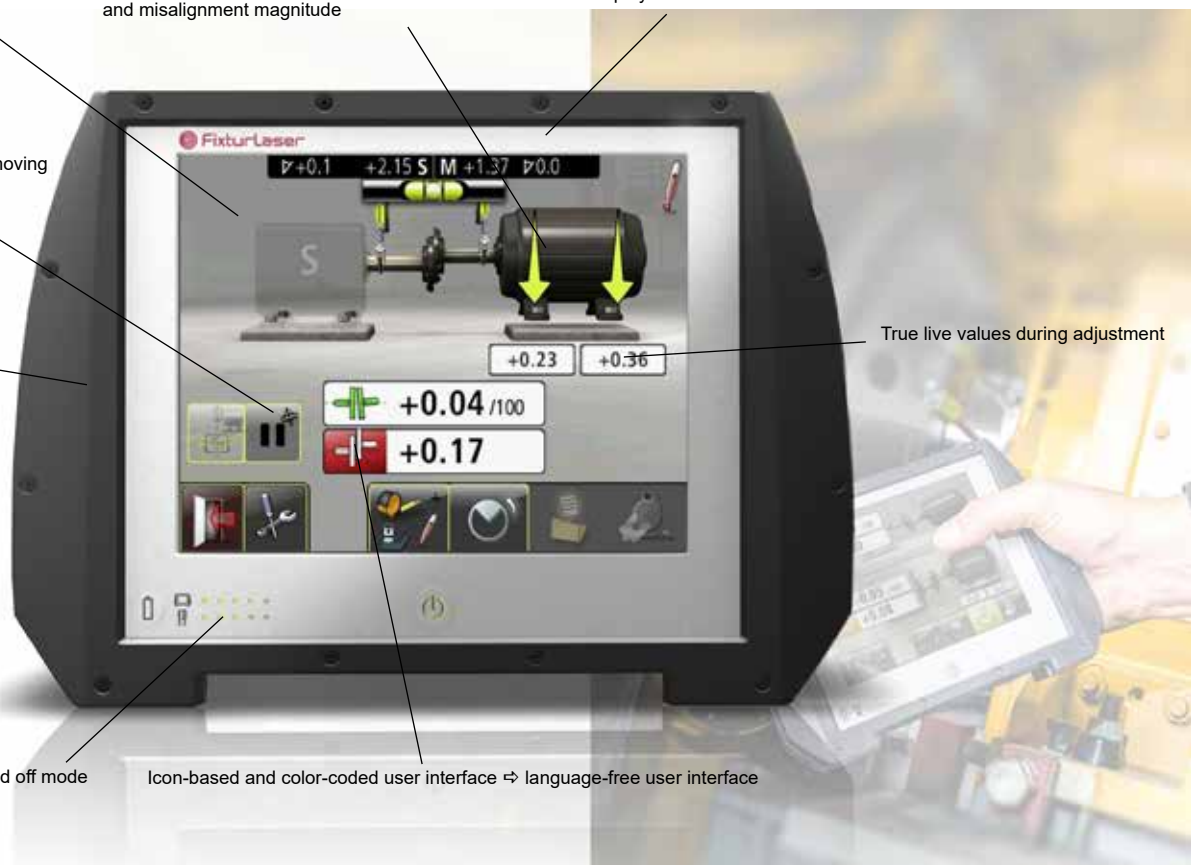 and misalignment magnitude
FixturLaser
+0.1 +2.15 S M +1.37 0.0
S
True live values during adjustment
+0.23 +0.36
+0.04 /100
+0.17
off mode
Icon-based and color-coded user interface ⇨ language-free user interface